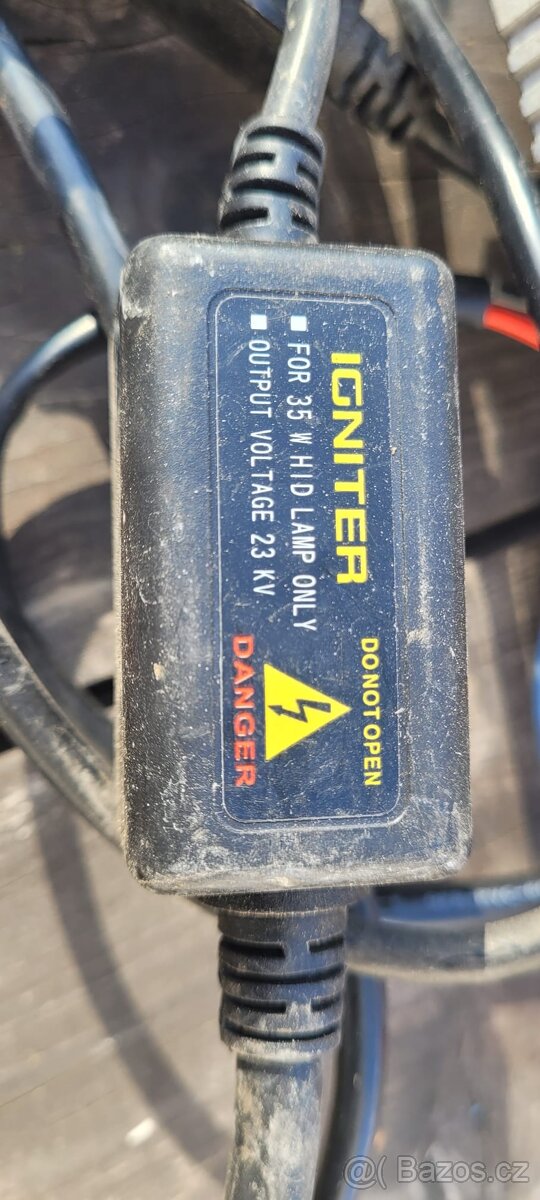 IGNITER
■ FOR 35 W HID LAMP ONLY
■ OUTPUT VOLTAGE 23 KV.
DO NOT OPEN
DANGER
Bazos.cz